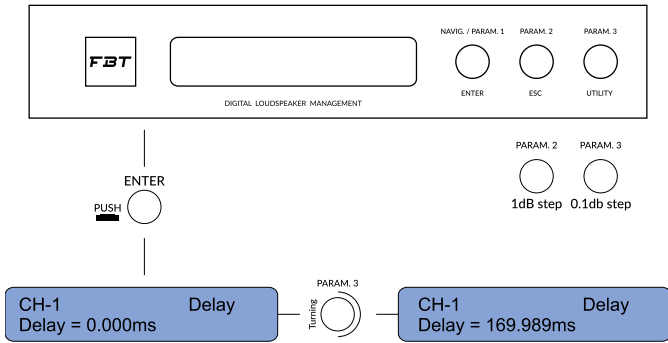 NAVIG. / PARAM. 1 PARAM. 2 PARAM. 3
FBT
ENTER ESC UTILITY
DIGITAL LOUDSPEAKER MANAGEMENT
PARAM. 2 PARAM. 3
1dB step 0.1db step
ENTER
PUSH
PARAM. 3
Turning
CH-1 Delay
Delay = 0.000ms
CH-1 Delay
Delay = 169.989ms